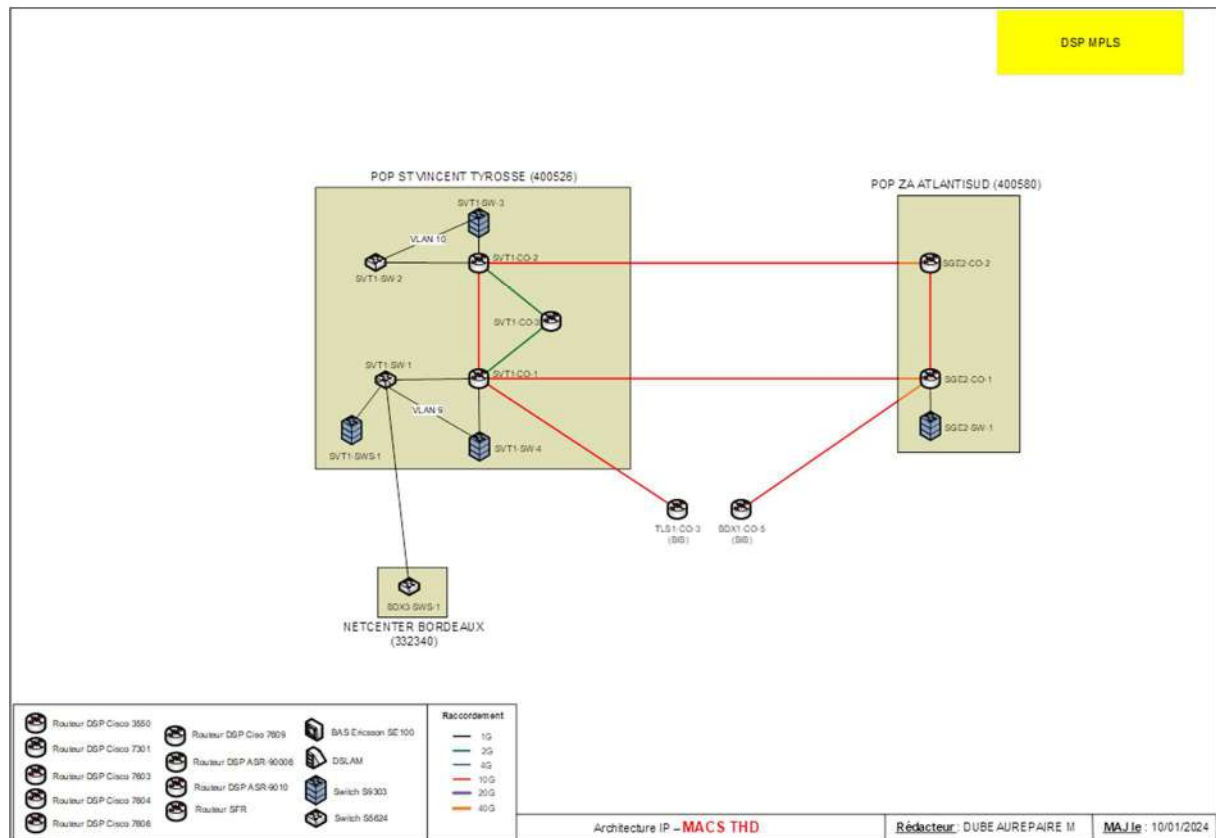 DSP MPLS
POP ST VINCENT TYROSSE (400526)
POP ZA ATLANTISUD (400580)
SVT1-SW-3
VLAN 10
SVT1-CO-2
SGE2-CO-2
SVT1-SW-2
SVT1-CO-3
SVT1-SW-1
SVT1-CO-1
SGE2-CO-1
VLAN 9
SGE2-SW-1
SVT1-SWS-1
SVT1-SW-4
TLS1-CO-3
(BIB)
BDX1-CO-5
(BIB)
BDX3-SWS-1
NETCENTER BORDEAUX
(332340)
Routeur DSP Cisco 3550
Routeur DSP Cisco 7301
Routeur DSP Cisco 7603
Routeur DSP Cisco 7604
Routeur DSP Cisco 7606
Routeur DSP Ciso 7609
Routeur DSP ASR-90006
Routeur DSP ASR-9010
Routeur SFR
BAS Ericsson SE100
DSLAM
Switch S9303
Switch S5624
Raccordement
1G
2G
4G
10G
20G
40G
Architecture IP – MACS THD
Rédacteur : DUBEAUREPAIRE M
MAJ le : 10/01/2024